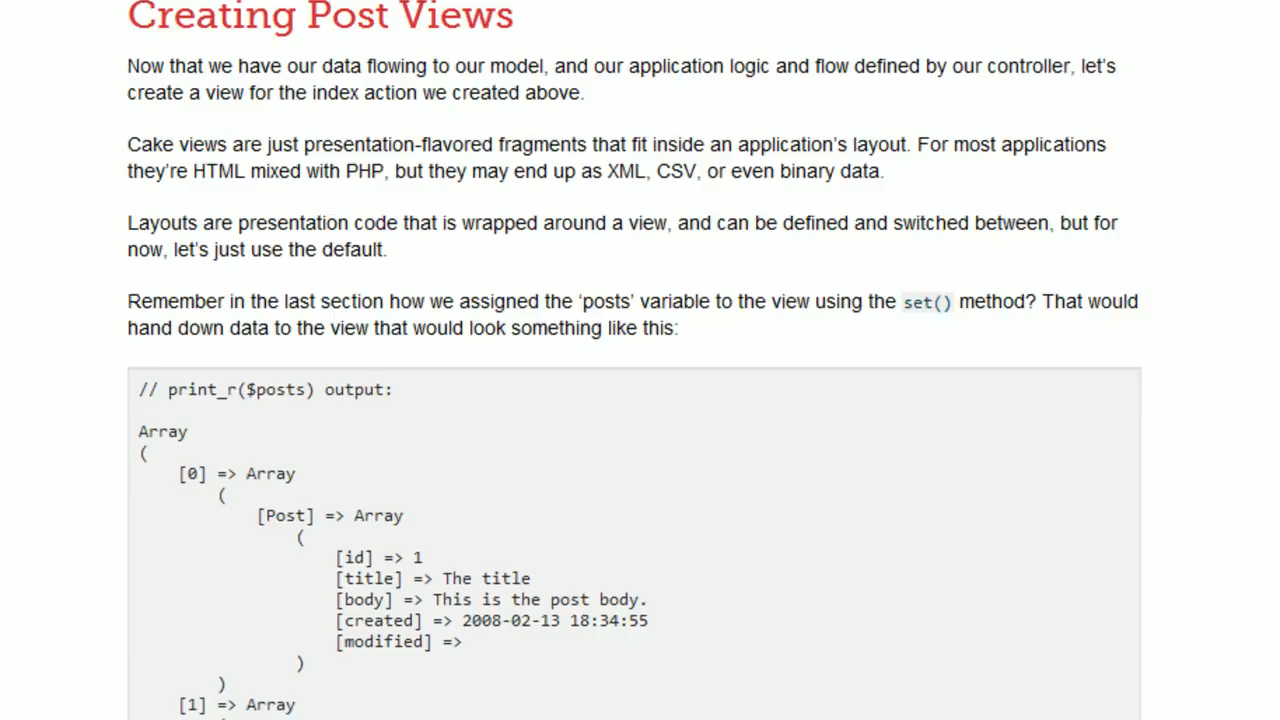 Creating Post Views
Now that we have our data flowing to our model, and our application logic and flow defined by our controller, let’s
create a view for the index action we created above.
Cake views are just presentation-flavored fragments that fit inside an application’s layout. For most applications
they’re HTML mixed with PHP, but they may end up as XML, CSV, or even binary data.
Layouts are presentation code that is wrapped around a view, and can be defined and switched between, but for
now, let’s just use the default.
Remember in the last section how we assigned the ‘posts’ variable to the view using the set() method? That would
hand down data to the view that would look something like this:
// print_r($posts) output:
Array
(
[0] => Array
(
[Post] => Array
(
[id] => 1
[title] => The title
[body] => This is the post body.
[created] => 2008-02-13 18:34:55
[modified] =>
)
)
[1] => Array